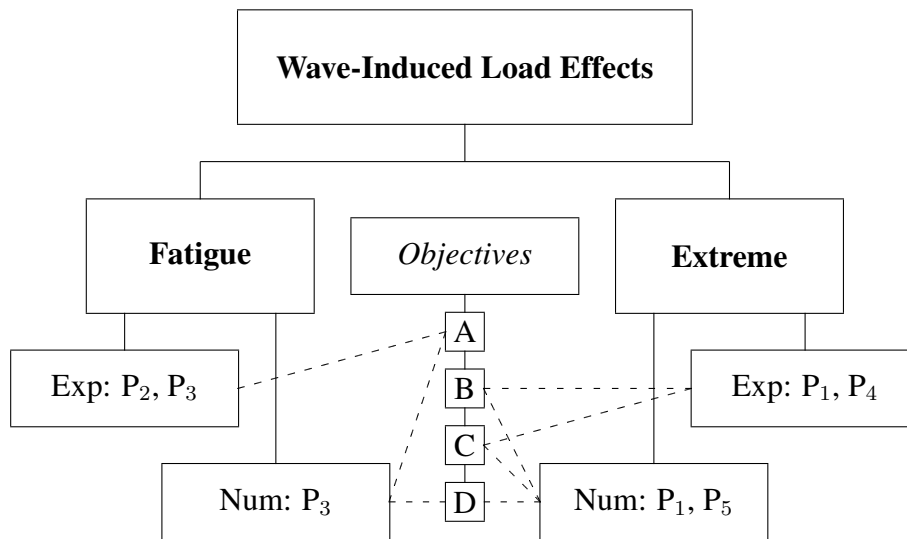 Wave-Induced Load Effects
Fatigue
Objectives
Extreme
A
Exp: P₂, P₃
B
Exp: P₁, P₄
C
Num: P₃
D
Num: P₁, P₅